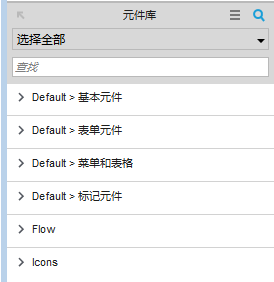 元件库
选择全部
查找
Default > 基本元件
Default > 表单元件
Default > 菜单和表格
Default > 标记元件
Flow
Icons